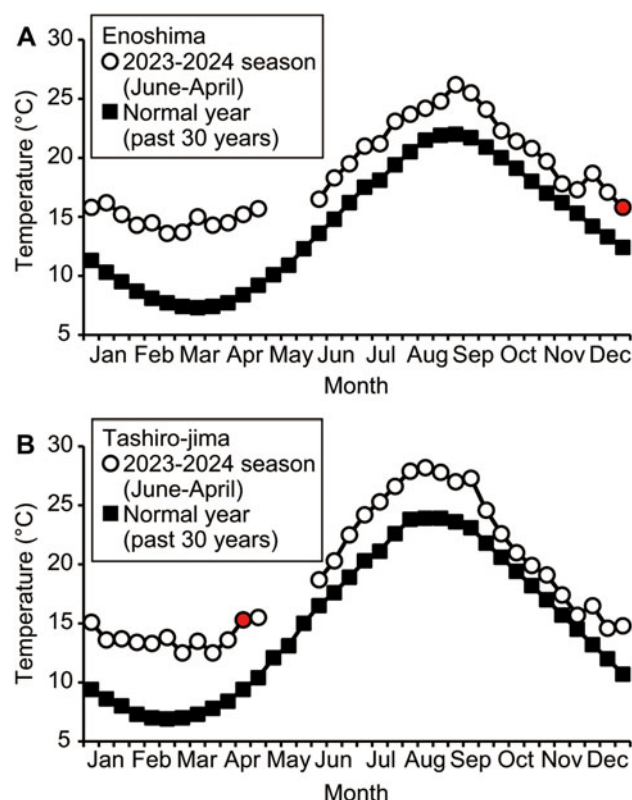 A
30
Enoshima
2023-2024 season
(June-April)
Normal year
(past 30 years)
25
20
15
10
5
Temperature (°C)
Jan Feb Mar Apr May Jun Jul Aug Sep Oct Nov Dec
Month
B
30
Tashiro-jima
2023-2024 season
(June-April)
Normal year
(past 30 years)
25
20
15
10
5
Temperature (°C)
Jan Feb Mar Apr May Jun Jul Aug Sep Oct Nov Dec
Month